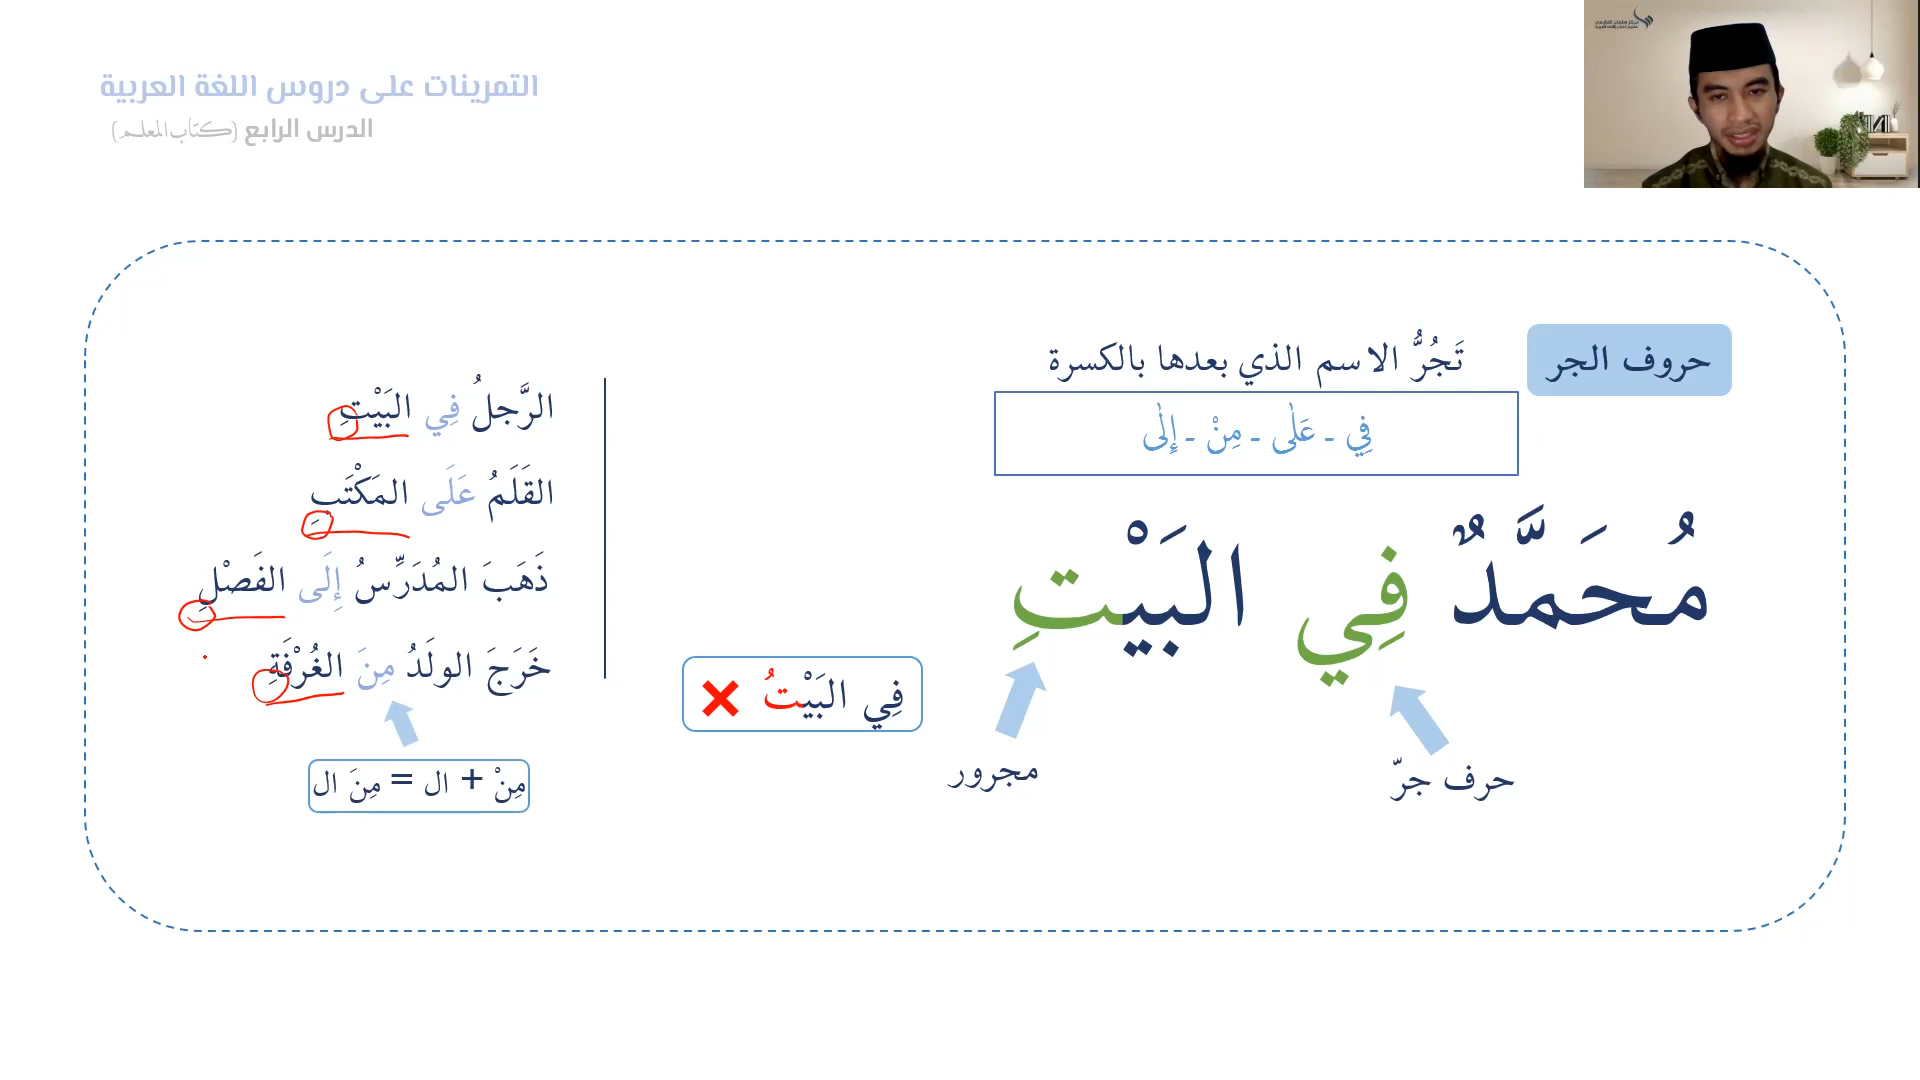 التمرينات على دروس اللغة العربية
الدرس الرابع (كتاب المعلم)
حروف الجر
تَجُرُّ الاسم الذي بعدها بالكسرة
فِي ـ عَلٰى ـ مِنْ ـ إِلٰى
مُحَمَّدٌ فِي البَيْتِ
حرف جرّ
مجرور
فِي البَيْتُ ❌
الرَّجلُ فِي البَيْتِ
القَلَمُ عَلَى المَكْتَبِ
ذَهَبَ المُدَرِّسُ إِلَى الفَصْلِ
خَرَجَ الولَدُ مِنَ الغُرْفَةِ
مِنْ + ال = مِنَ ال